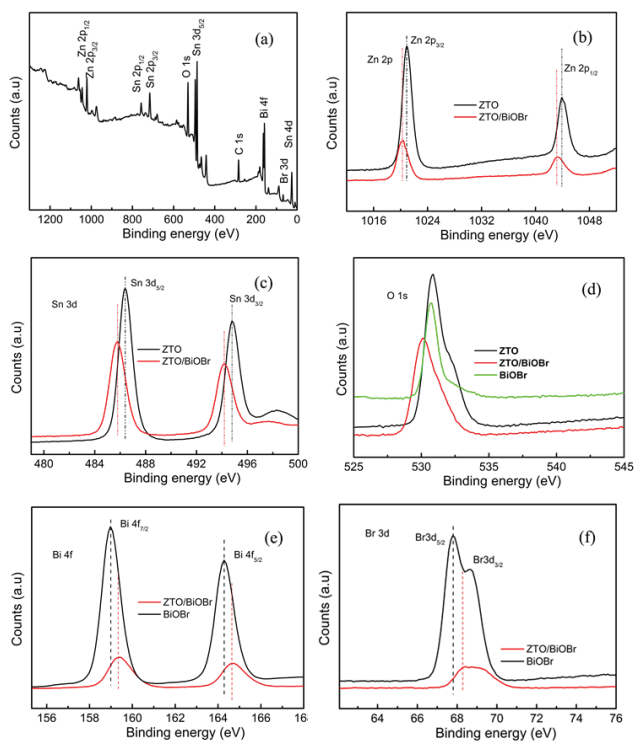 (a)
Zn 2p1/2
Zn 2p3/2
Sn 2p1/2
Sn 2p3/2
O 1s
Sn 3d5/2
C 1s
Bi 4f
Br 3d
Sn 4d
Counts (a.u)
1000 800 600 400 200 0
Binding energy (eV)
(b)
Zn 2p
Zn 2p3/2
Zn 2p1/2
ZTO
ZTO/BiOBr
Counts (a.u)
1016 1024 1032 1040 1048
Binding energy (eV)
(c)
Sn 3d
Sn 3d5/2
Sn 3d3/2
ZTO
ZTO/BiOBr
Counts (a.u)
480 484 488 492 496 500
Binding energy (eV)
(d)
O 1s
ZTO
ZTO/BiOBr
BiOBr
Counts (a.u)
525 530 535 540 545
Binding energy (eV)
(e)
Bi 4f
Bi 4f7/2
Bi 4f5/2
ZTO/BiOBr
BiOBr
Counts (a.u)
156 158 160 162 164 166 16
Binding energy (eV)
(f)
Br 3d
Br3d5/2
Br3d3/2
ZTO/BiOBr
BiOBr
Counts (a.u)
64 66 68 70 72 74 76
Binding energy (eV)